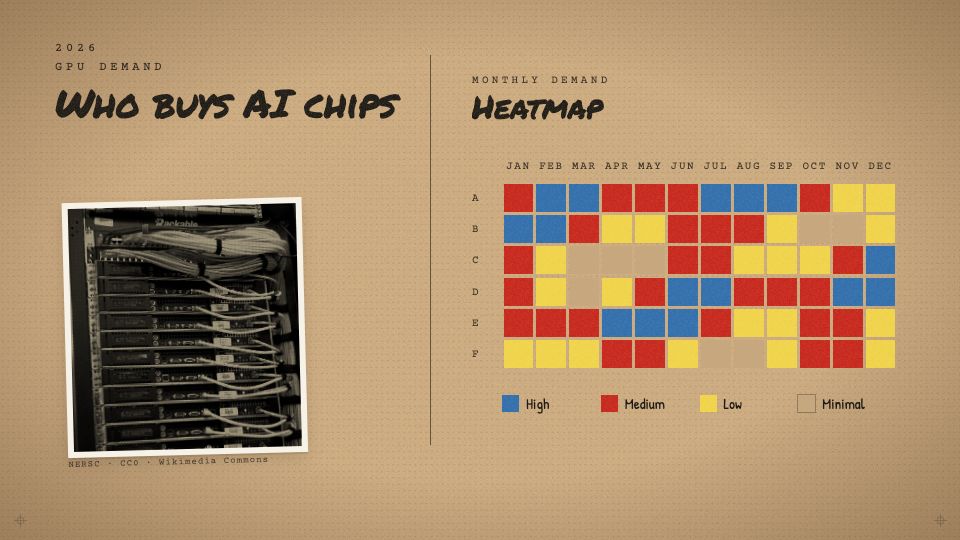 2026
GPU DEMAND
Who buys AI chips
Rackable
NERSC · CC0 · Wikimedia Commons
MONTHLY DEMAND
Heatmap
JAN FEB MAR APR MAY JUN JUL AUG SEP OCT NOV DEC
A
B
C
D
E
F
High Medium Low Minimal